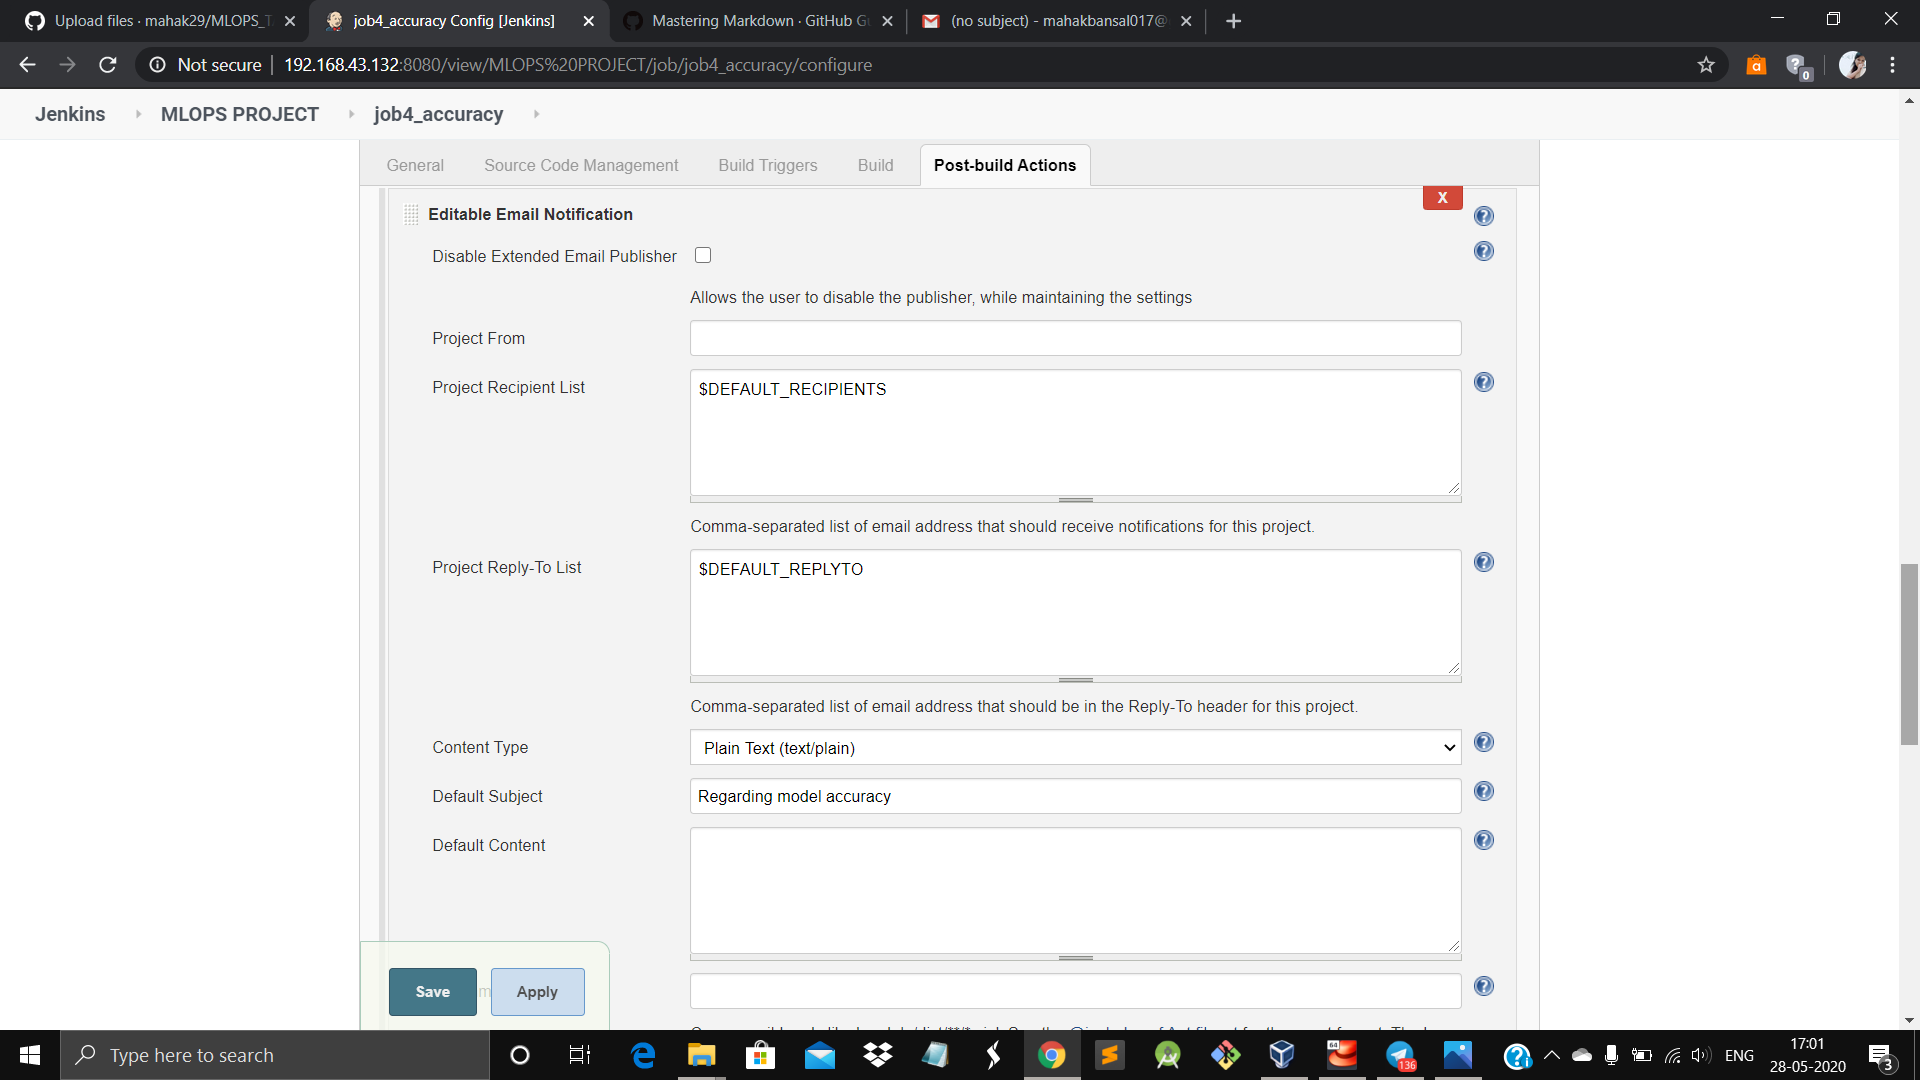 Upload files · mahak29/MLOPS_T
job4_accuracy Config [Jenkins]
Mastering Markdown · GitHub Gu
(no subject) - mahakbansal017@
Not secure
192.168.43.132:8080/view/MLOPS%20PROJECT/job/job4_accuracy/configure
0
Jenkins
MLOPS PROJECT
job4_accuracy
General
Source Code Management
Build Triggers
Build
Post-build Actions
X
Editable Email Notification
Disable Extended Email Publisher
Allows the user to disable the publisher, while maintaining the settings
Project From
Project Recipient List
$DEFAULT_RECIPIENTS
Comma-separated list of email address that should receive notifications for this project.
Project Reply-To List
$DEFAULT_REPLYTO
Comma-separated list of email address that should be in the Reply-To header for this project.
Content Type
Plain Text (text/plain)
Default Subject
Regarding model accuracy
Default Content
Save
Apply
Type here to search
64
136
ENG
17:01
28-05-2020
3